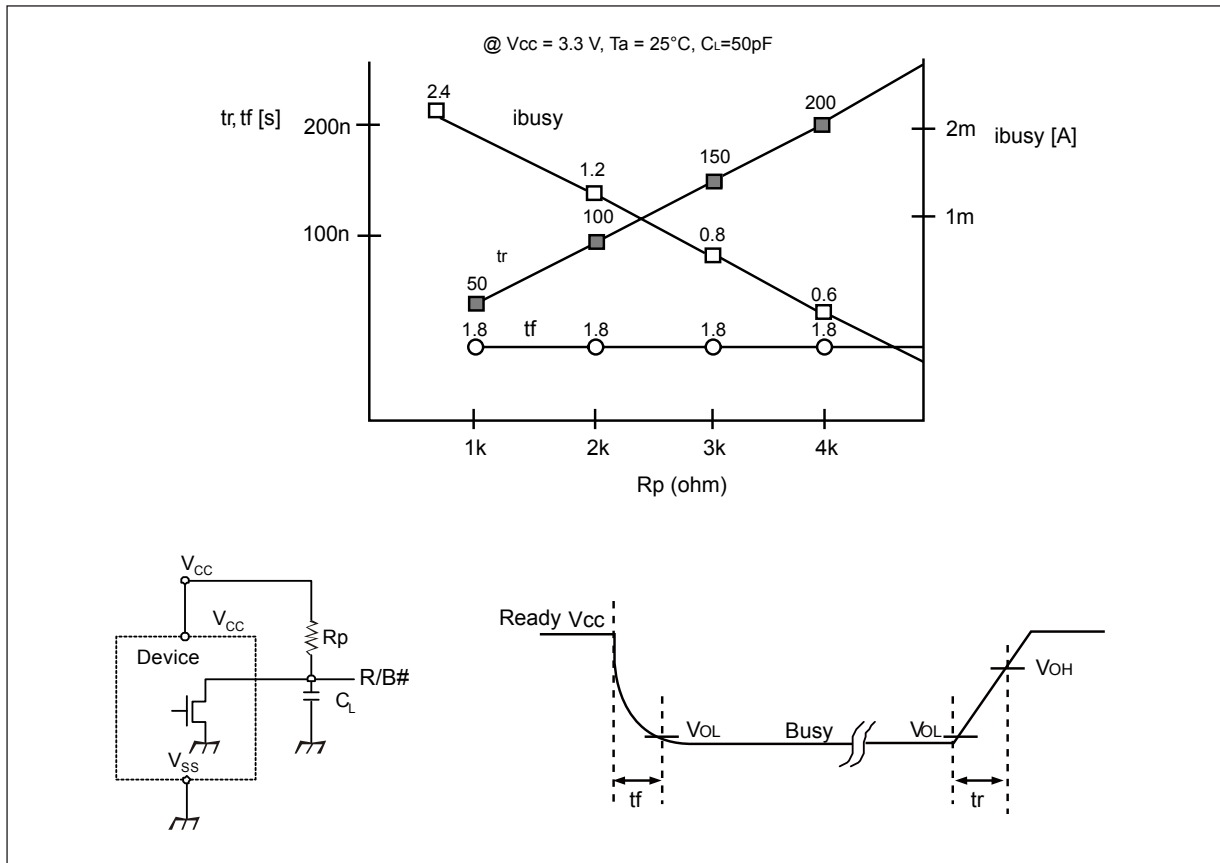 @ Vcc = 3.3 V, Ta = 25°C, CL=50pF
tr, tf [s]
200n
100n
2.4
ibusy
1.2
0.8
0.6
200
150
100
50
tr
tf
1.8
1.8
1.8
1.8
2m
1m
ibusy [A]
1k
2k
3k
4k
Rp (ohm)
VCC
VCC
Device
Rp
R/B#
CL
VSS
Ready Vcc
VOL
Busy
VOL
VOH
tf
tr